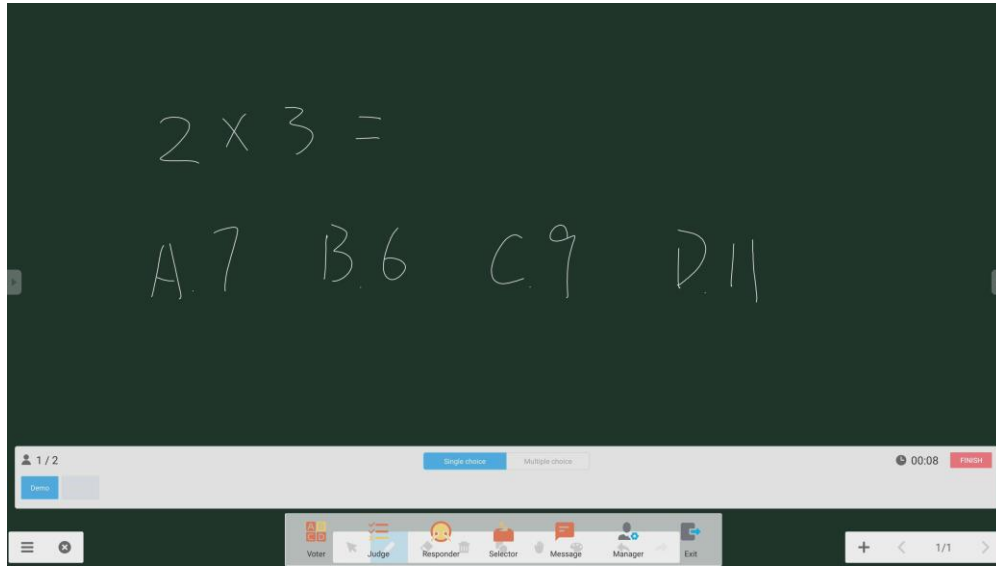 2 × 3 =
A.7 B.6 C.9 D.11
1 / 2
Single choice Multiple choice
00:08 FINISH
Demo
Voter Judge Responder Selector Message Manager Exit
1/1